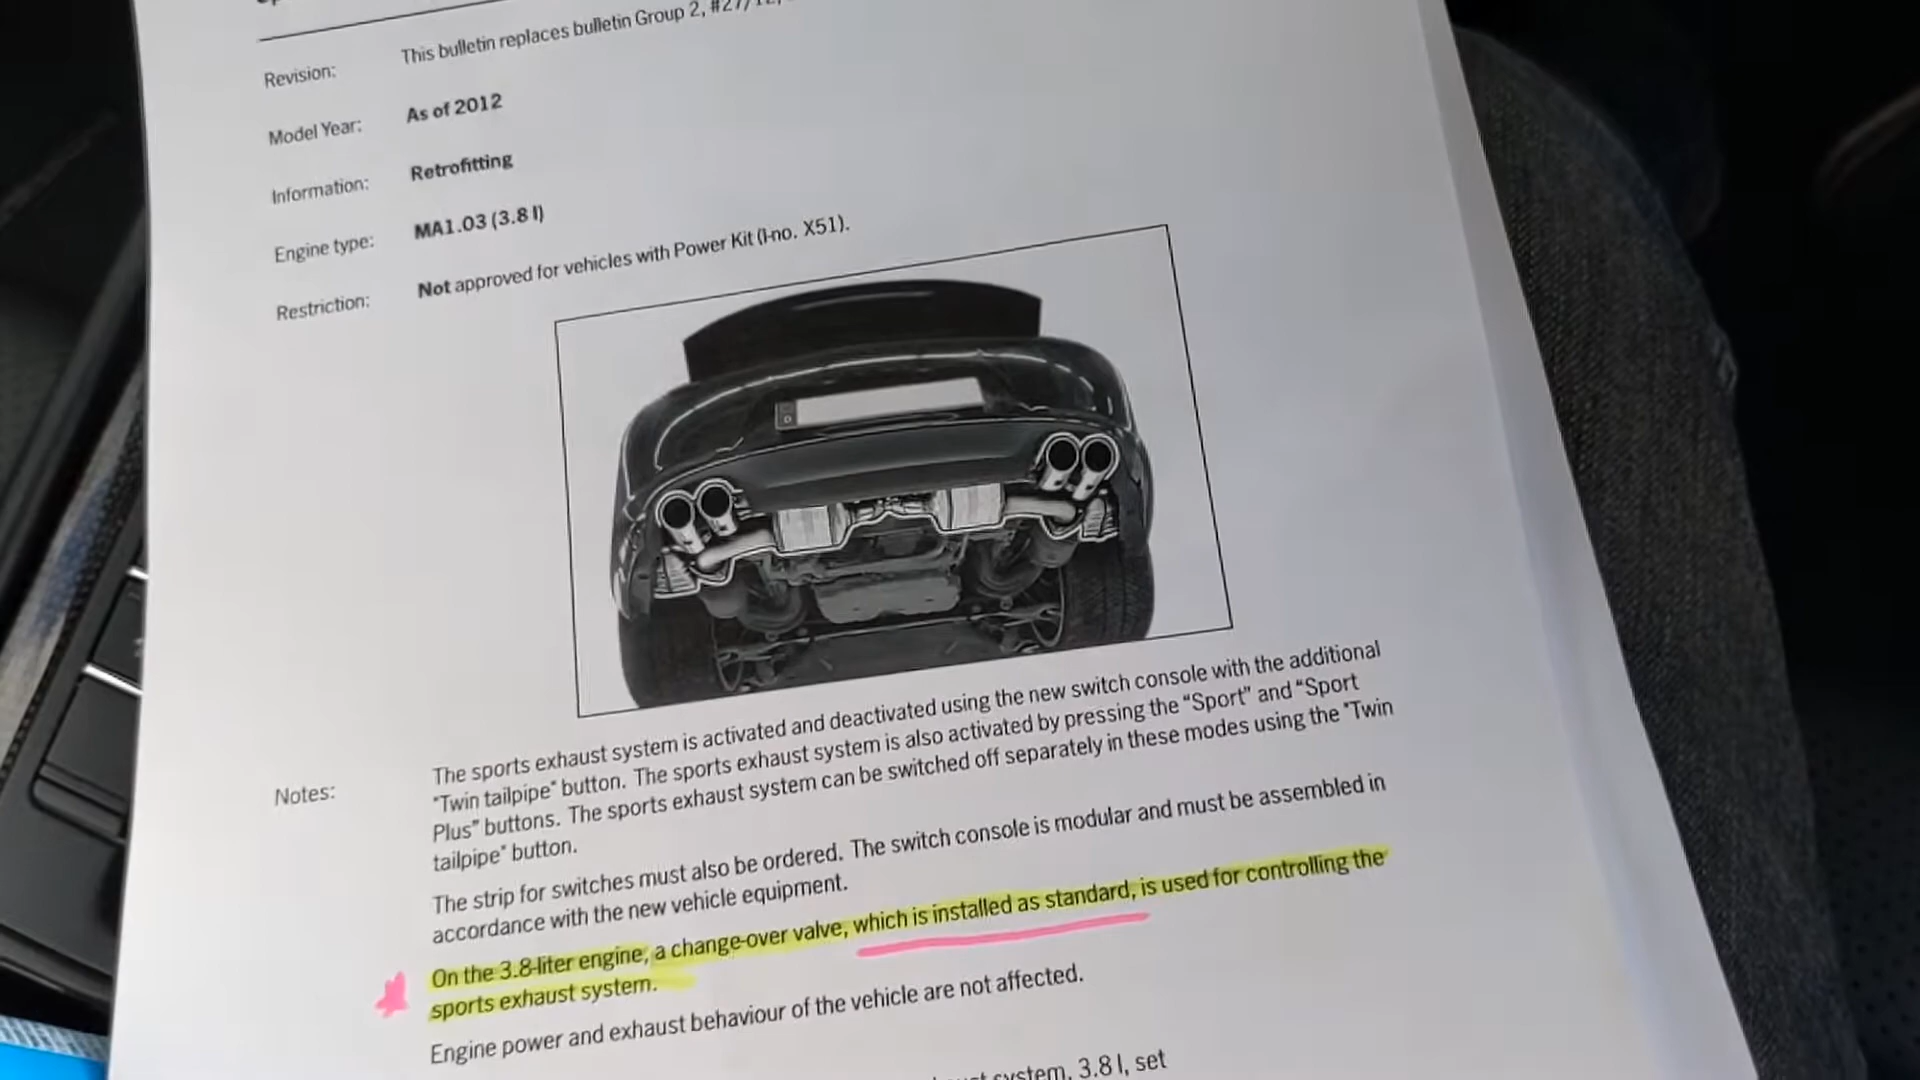 This bulletin replaces bulletin Group 2,
Revision:
As of 2012
Model Year:
Retrofitting
Information:
MA1.03 (3.8 l)
Engine type:
Not approved for vehicles with Power Kit (I-no. X51).
Restriction:
The sports exhaust system is activated and deactivated using the new switch console with the additional
Notes:
"Twin tailpipe" button. The sports exhaust system is also activated by pressing the “Sport” and “Sport
Plus” buttons. The sports exhaust system can be switched off separately in these modes using the "Twin
tailpipe" button.
The strip for switches must also be ordered. The switch console is modular and must be assembled in
accordance with the new vehicle equipment.
On the 3.8-liter engine, a change-over valve, which is installed as standard, is used for controlling the
sports exhaust system.
Engine power and exhaust behaviour of the vehicle are not affected.
system, 3.8 l, set